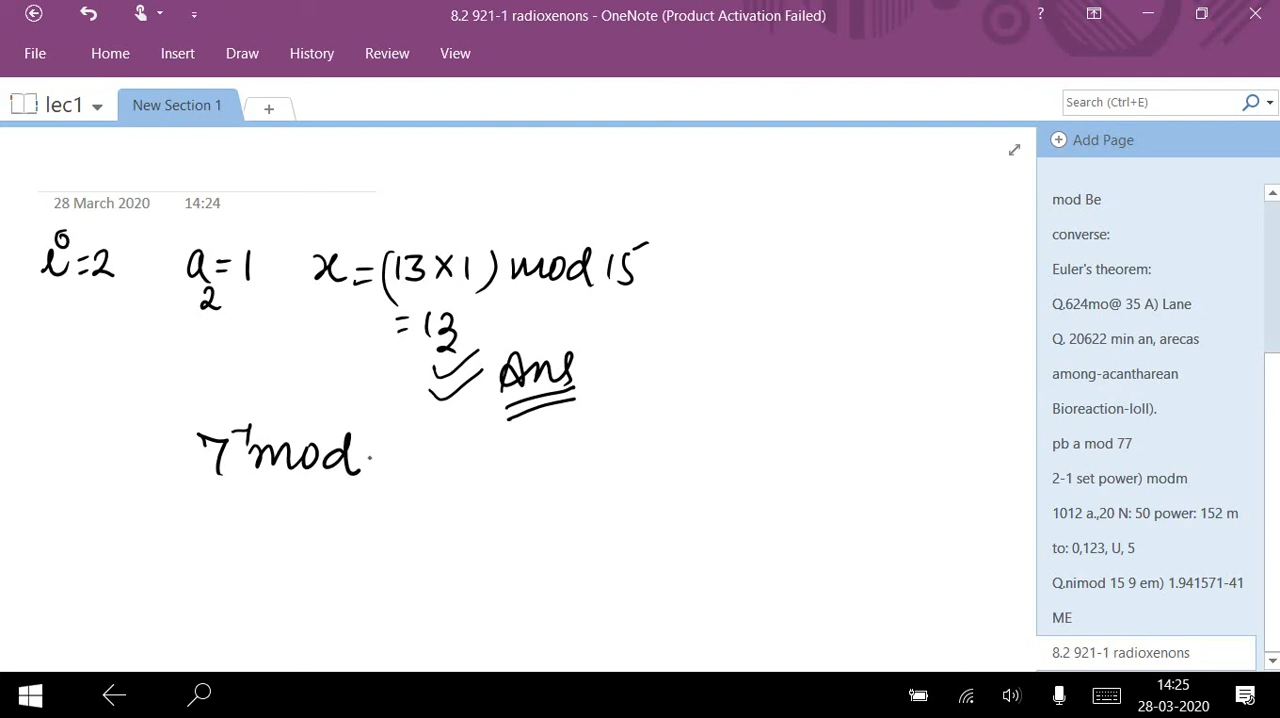 8.2 921-1 radioxenons - OneNote (Product Activation Failed)
?
File Home Insert Draw History Review View
lec1 New Section 1 +
Search (Ctrl+E)
Add Page
28 March 2020 14:24
i=2 a₂=1 x=(13×1) mod 15
= 13
Ans
7⁻¹ mod
mod Be
converse:
Euler's theorem:
Q,624mo@ 35 A) Lane
Q. 20622 min an, arecas
among-acantharean
Bioreaction-loll).
pb a mod 77
2-1 set power) modm
1012 a.,20 N: 50 power: 152 m
to: 0,123, U, 5
Q.nimod 15 9 em) 1.941571-41
ME
8.2 921-1 radioxenons
14:25
28-03-2020